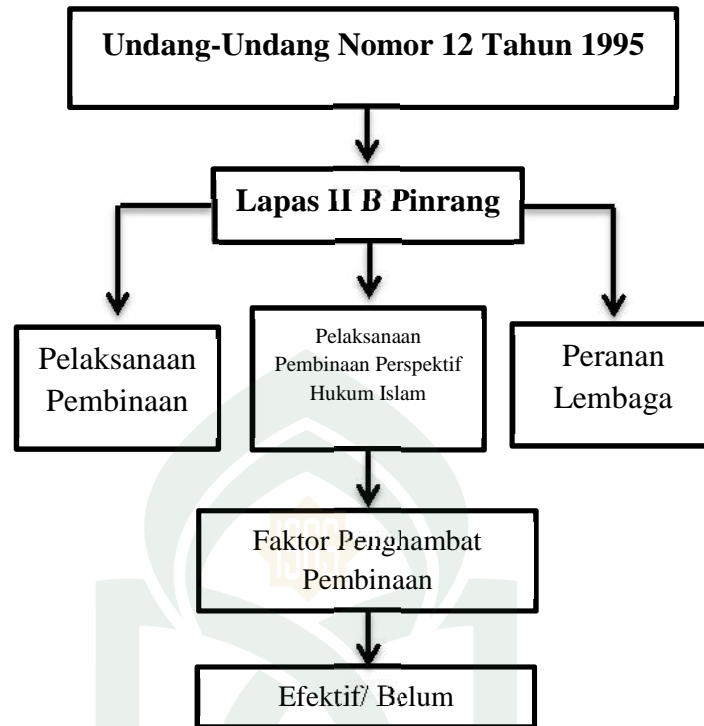 Undang-Undang Nomor 12 Tahun 1995
Lapas II B Pinrang
Pelaksanaan
Pembinaan
Pelaksanaan
Pembinaan Perspektif
Hukum Islam
Peranan
Lembaga
Faktor Penghambat
Pembinaan
Efektif/ Belum